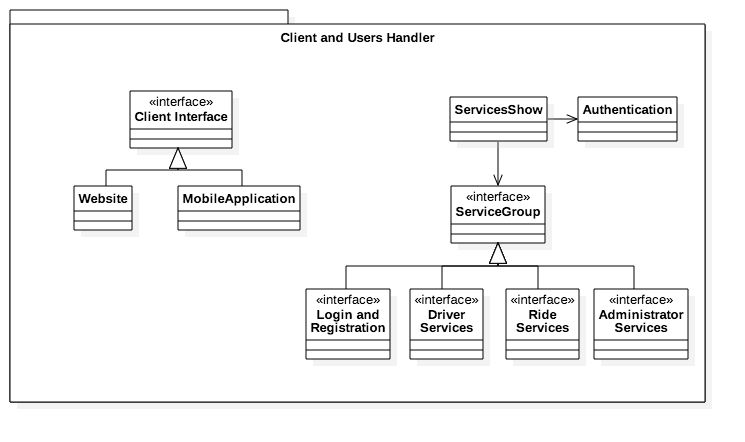 Client and Users Handler
«interface»
Client Interface
Website
MobileApplication
ServicesShow
Authentication
«interface»
ServiceGroup
«interface»
Login and
Registration
«interface»
Driver
Services
«interface»
Ride
Services
«interface»
Administrator
Services